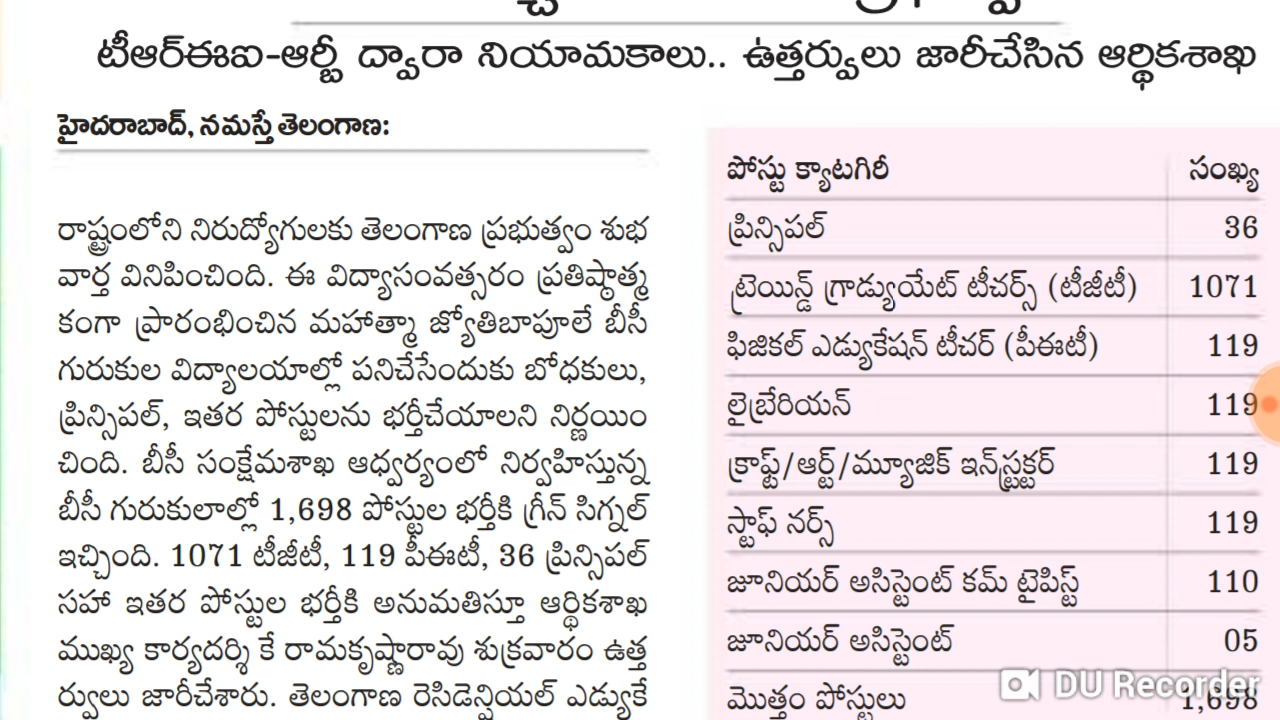 టీఆర్ఈఐ-ఆర్బీ ద్వారా నియామకాలు.. ఉత్తర్వులు జారీచేసిన ఆర్థికశాఖ
హైదరాబాద్, నమస్తే తెలంగాణ:
రాష్ట్రంలోని నిరుద్యోగులకు తెలంగాణ ప్రభుత్వం శుభ
వార్త వినిపించింది. ఈ విద్యాసంవత్సరం ప్రతిష్ఠాత్మ
కంగా ప్రారంభించిన మహాత్మా జ్యోతిబాపూలే బీసీ
గురుకుల విద్యాలయాల్లో పనిచేసేందుకు బోధకులు,
ప్రిన్సిపల్, ఇతర పోస్టులను భర్తీచేయాలని నిర్ణయిం
చింది. బీసీ సంక్షేమశాఖ ఆధ్వర్యంలో నిర్వహిస్తున్న
బీసీ గురుకులాల్లో 1,698 పోస్టుల భర్తీకి గ్రీన్ సిగ్నల్
ఇచ్చింది. 1071 టీజీటీ, 119 పీఈటీ, 36 ప్రిన్సిపల్
సహా ఇతర పోస్టుల భర్తీకి అనుమతిస్తూ ఆర్థికశాఖ
ముఖ్య కార్యదర్శి కే రామకృష్ణారావు శుక్రవారం ఉత్త
ర్వులు జారీచేశారు. తెలంగాణ రెసిడెన్షియల్ ఎడ్యుకే
పోస్టు క్యాటగిరీ సంఖ్య
ప్రిన్సిపల్ 36
ట్రెయిన్డ్ గ్రాడ్యుయేట్ టీచర్స్ (టీజీటీ) 1071
ఫిజికల్ ఎడ్యుకేషన్ టీచర్ (పీఈటీ) 119
లైబ్రేరియన్ 119
క్రాఫ్ట్/ఆర్ట్/మ్యూజిక్ ఇన్‌స్ట్రక్టర్ 119
స్టాఫ్ నర్స్ 119
జూనియర్ అసిస్టెంట్ కమ్ టైపిస్ట్ 110
జూనియర్ అసిస్టెంట్ 05
మొత్తం పోస్టులు 1,698
DU Recorder